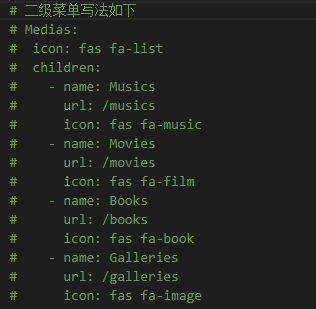 # 二级菜单写法如下
# Medias:
#  icon: fas fa-list
#  children:
#    - name: Musics
#      url: /musics
#      icon: fas fa-music
#    - name: Movies
#      url: /movies
#      icon: fas fa-film
#    - name: Books
#      url: /books
#      icon: fas fa-book
#    - name: Galleries
#      url: /galleries
#      icon: fas fa-image